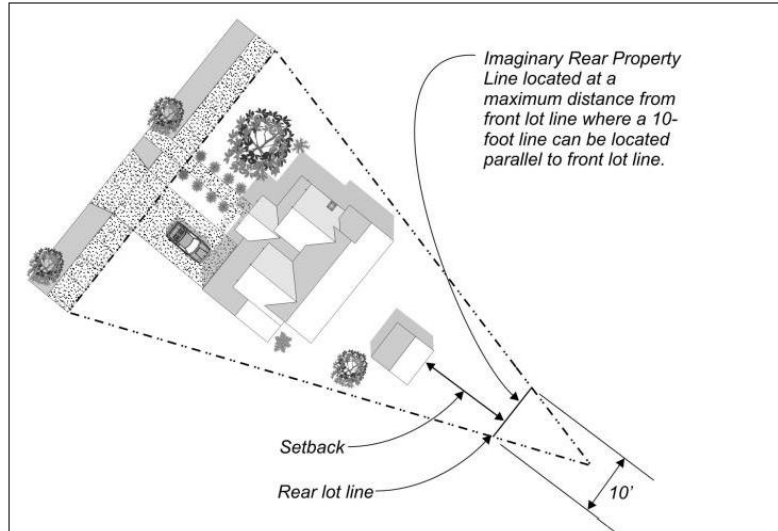 Imaginary Rear Property
Line located at a
maximum distance from
front lot line where a 10-
foot line can be located
parallel to front lot line.
Setback
Rear lot line
10’